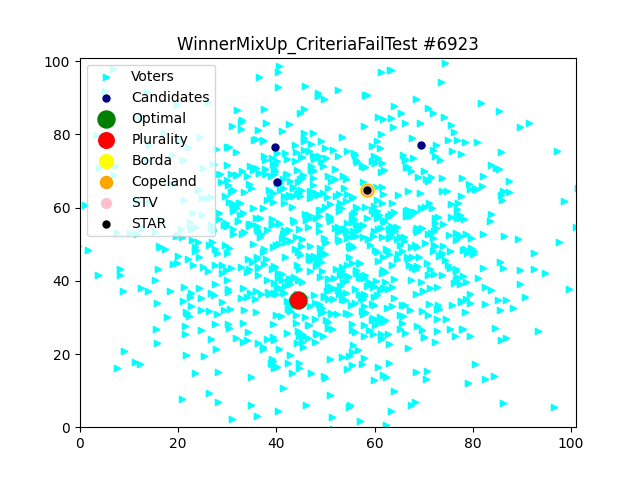 WinnerMixUp_CriteriaFailTest #6923
100
80
60
40
20
0
0 20 40 60 80 100
Voters
Candidates
Optimal
Plurality
Borda
Copeland
STV
STAR